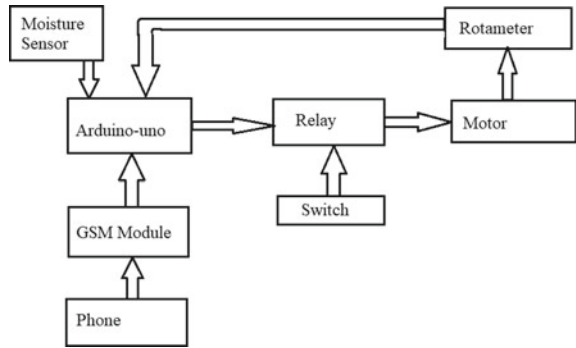 Moisture
Sensor
Rotameter
Arduino-uno
Relay
Motor
Switch
GSM Module
Phone